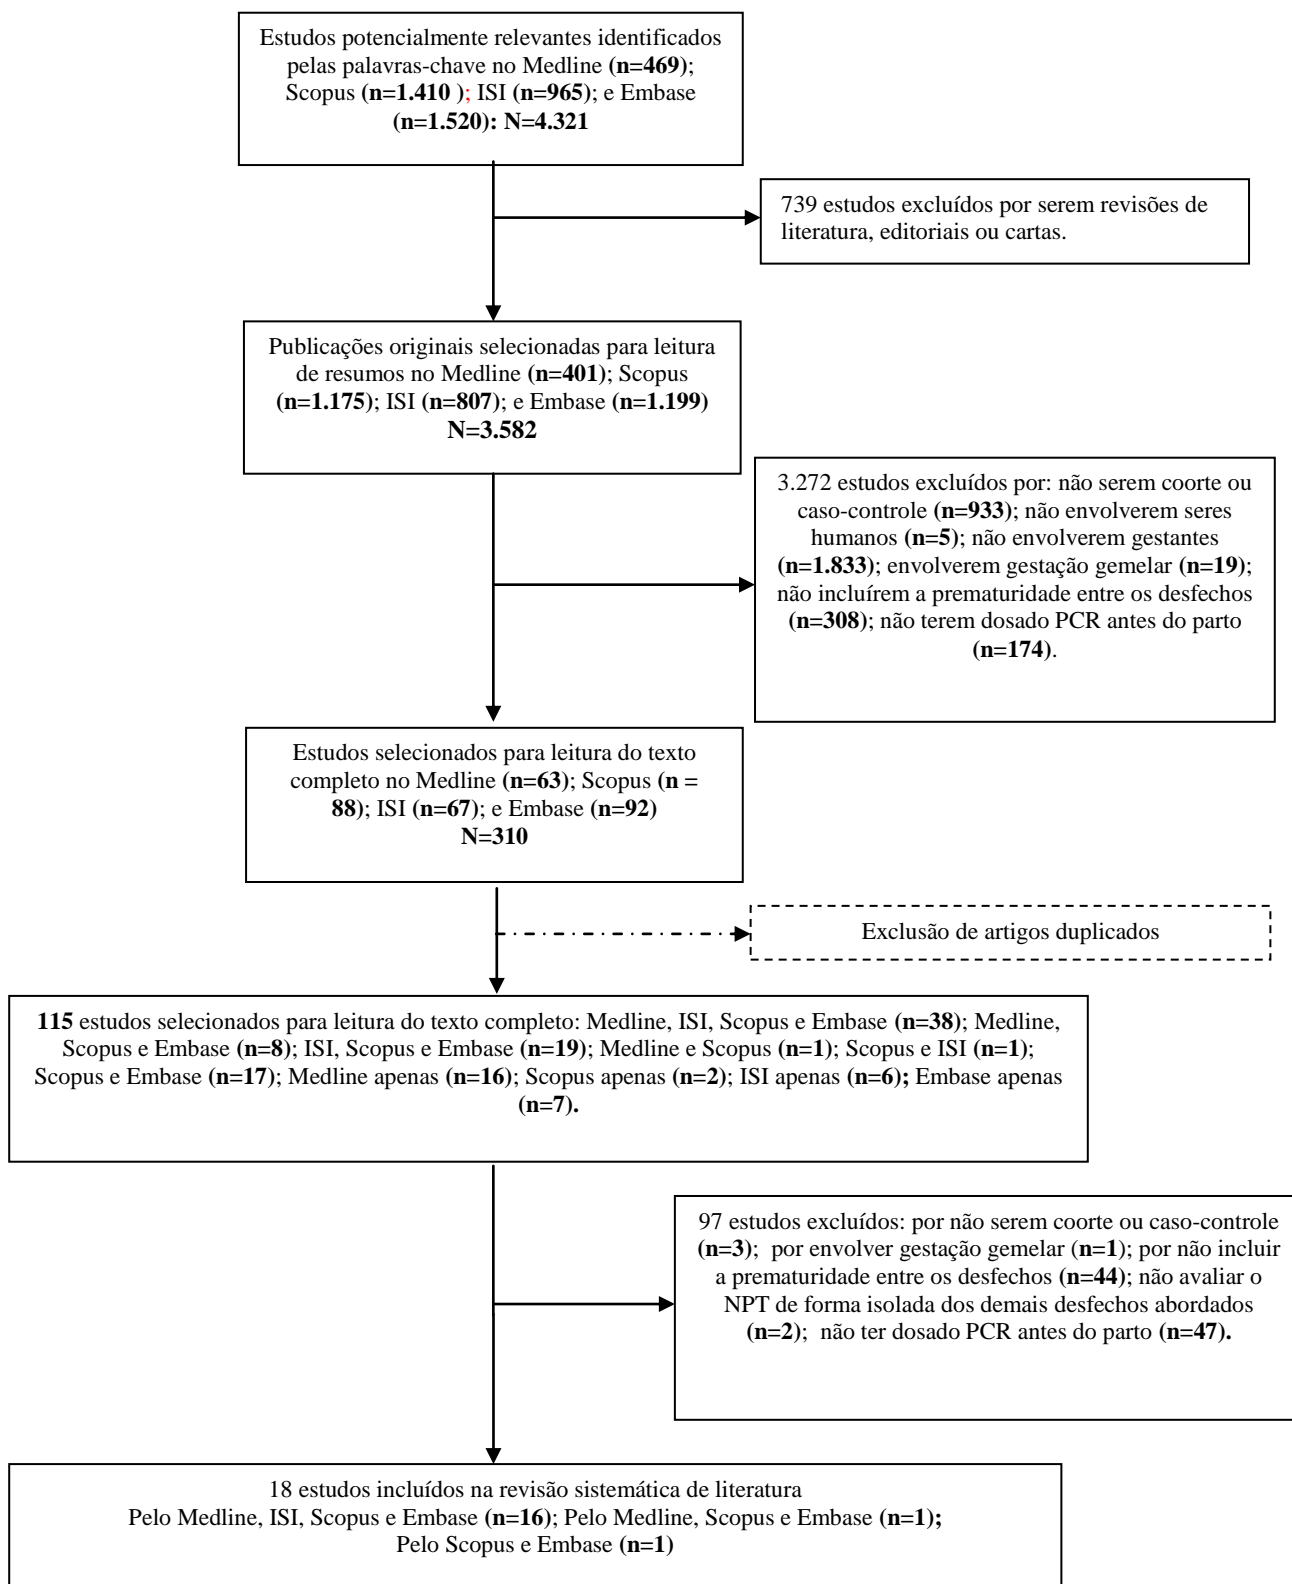 Estudos potencialmente relevantes identificados
pelas palavras-chave no Medline (n=469);
Scopus (n=1.410 ); ISI (n=965); e Embase
(n=1.520): N=4.321
739 estudos excluídos por serem revisões de
literatura, editoriais ou cartas.
Publicações originais selecionadas para leitura
de resumos no Medline (n=401); Scopus
(n=1.175); ISI (n=807); e Embase (n=1.199)
N=3.582
3.272 estudos excluídos por: não serem coorte ou
caso-controle (n=933); não envolverem seres
humanos (n=5); não envolverem gestantes
(n=1.833); envolverem gestação gemelar (n=19);
não incluírem a prematuridade entre os desfechos
(n=308); não terem dosado PCR antes do parto
(n=174).
Estudos selecionados para leitura do texto
completo no Medline (n=63); Scopus (n =
88); ISI (n=67); e Embase (n=92)
N=310
Exclusão de artigos duplicados
115 estudos selecionados para leitura do texto completo: Medline, ISI, Scopus e Embase (n=38); Medline,
Scopus e Embase (n=8); ISI, Scopus e Embase (n=19); Medline e Scopus (n=1); Scopus e ISI (n=1);
Scopus e Embase (n=17); Medline apenas (n=16); Scopus apenas (n=2); ISI apenas (n=6); Embase apenas
(n=7).
97 estudos excluídos: por não serem coorte ou caso-controle
(n=3); por envolver gestação gemelar (n=1); por não incluir
a prematuridade entre os desfechos (n=44); não avaliar o
NPT de forma isolada dos demais desfechos abordados
(n=2); não ter dosado PCR antes do parto (n=47).
18 estudos incluídos na revisão sistemática de literatura
Pelo Medline, ISI, Scopus e Embase (n=16); Pelo Medline, Scopus e Embase (n=1);
Pelo Scopus e Embase (n=1)